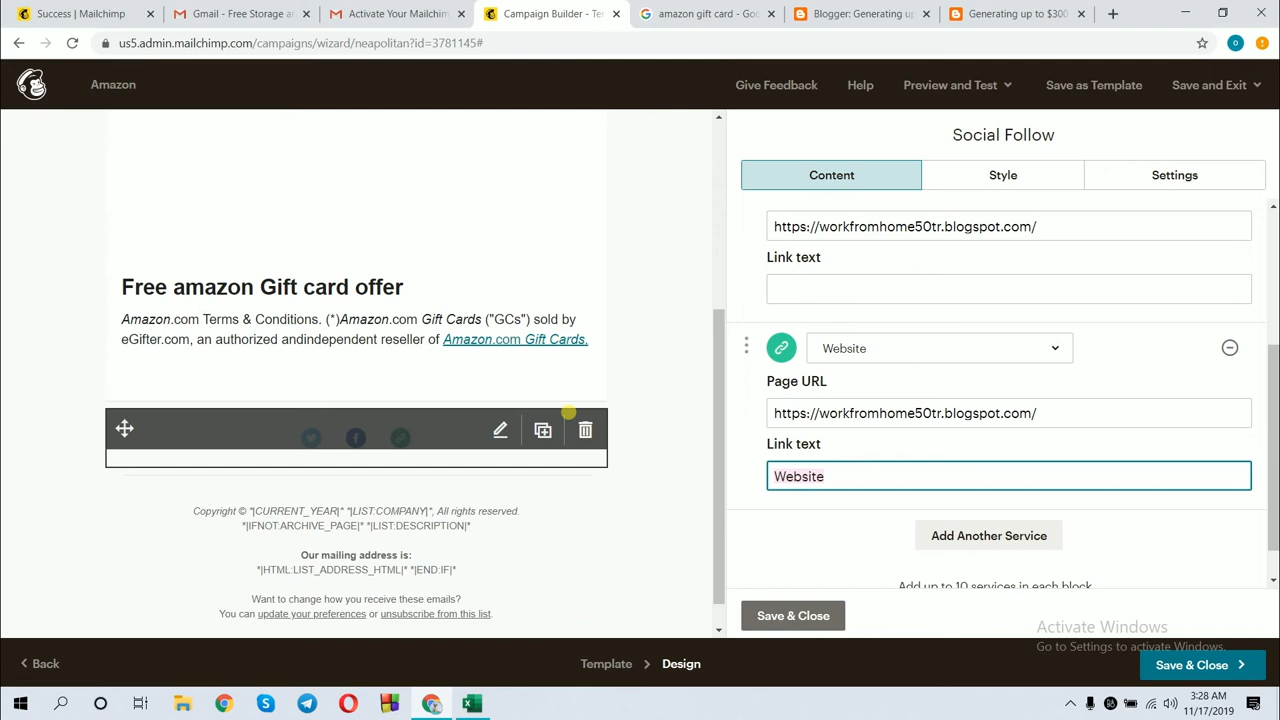 Success | Mailchimp
Gmail - Free Storage a
Activate Your Mailchim
Campaign Builder - Te
amazon gift card - Goo
Blogger: Generating up
Generating up to $300
us5.admin.mailchimp.com/campaigns/wizard/neapolitan?id=3781145#
Amazon
Give Feedback
Help
Preview and Test
Save as Template
Save and Exit
Social Follow
Content
Style
Settings
https://workfromhome50tr.blogspot.com/
Link text
Free amazon Gift card offer
Amazon.com Terms & Conditions. (*)Amazon.com Gift Cards ("GCs") sold by
eGifter.com, an authorized andindependent reseller of Amazon.com Gift Cards.
Website
Page URL
https://workfromhome50tr.blogspot.com/
Link text
Website
Copyright © *|CURRENT_YEAR|* *|LIST:COMPANY|*, All rights reserved.
*|IFNOT:ARCHIVE_PAGE|* *|LIST:DESCRIPTION|*
Our mailing address is:
*|HTML:LIST_ADDRESS_HTML|* *|END:IF|*
Want to change how you receive these emails?
You can update your preferences or unsubscribe from this list.
Add Another Service
Add up to 10 services in each block
Save & Close
Activate Windows
Go to Settings to activate Windows.
Back
Template
Design
Save & Close
3:28 AM
11/17/2019